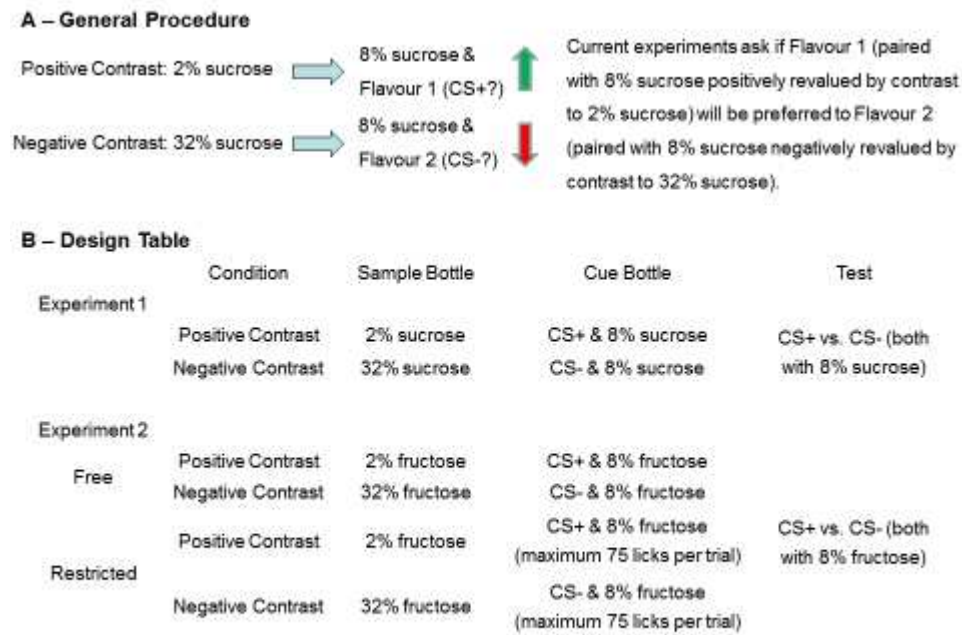 A – General Procedure
Positive Contrast: 2% sucrose
8% sucrose &
Flavour 1 (CS+?)
Negative Contrast: 32% sucrose
8% sucrose &
Flavour 2 (CS-?)
Current experiments ask if Flavour 1 (paired
with 8% sucrose positively revalued by contrast
to 2% sucrose) will be preferred to Flavour 2
(paired with 8% sucrose negatively revalued by
contrast to 32% sucrose).
B – Design Table
Condition Sample Bottle Cue Bottle Test
Experiment 1
Positive Contrast 2% sucrose CS+ & 8% sucrose CS+ vs. CS- (both
Negative Contrast 32% sucrose CS- & 8% sucrose with 8% sucrose)
Experiment 2
Free
Positive Contrast 2% fructose CS+ & 8% fructose
Negative Contrast 32% fructose CS- & 8% fructose
Restricted
Positive Contrast 2% fructose CS+ & 8% fructose
(maximum 75 licks per trial)
CS+ vs. CS- (both
with 8% fructose)
Negative Contrast 32% fructose CS- & 8% fructose
(maximum 75 licks per trial)